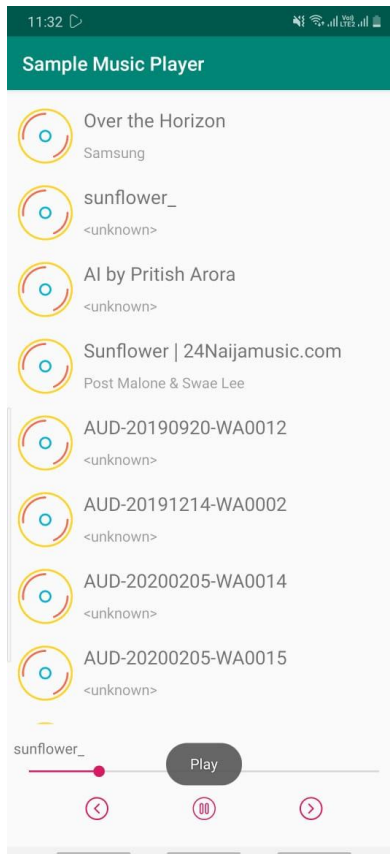 11:32
VoI)
LTE2
Sample Music Player
Over the Horizon
Samsung
sunflower_
<unknown>
AI by Pritish Arora
<unknown>
Sunflower | 24Naijamusic.com
Post Malone & Swae Lee
AUD-20190920-WA0012
<unknown>
AUD-20191214-WA0002
<unknown>
AUD-20200205-WA0014
<unknown>
AUD-20200205-WA0015
<unknown>
sunflower_
Play